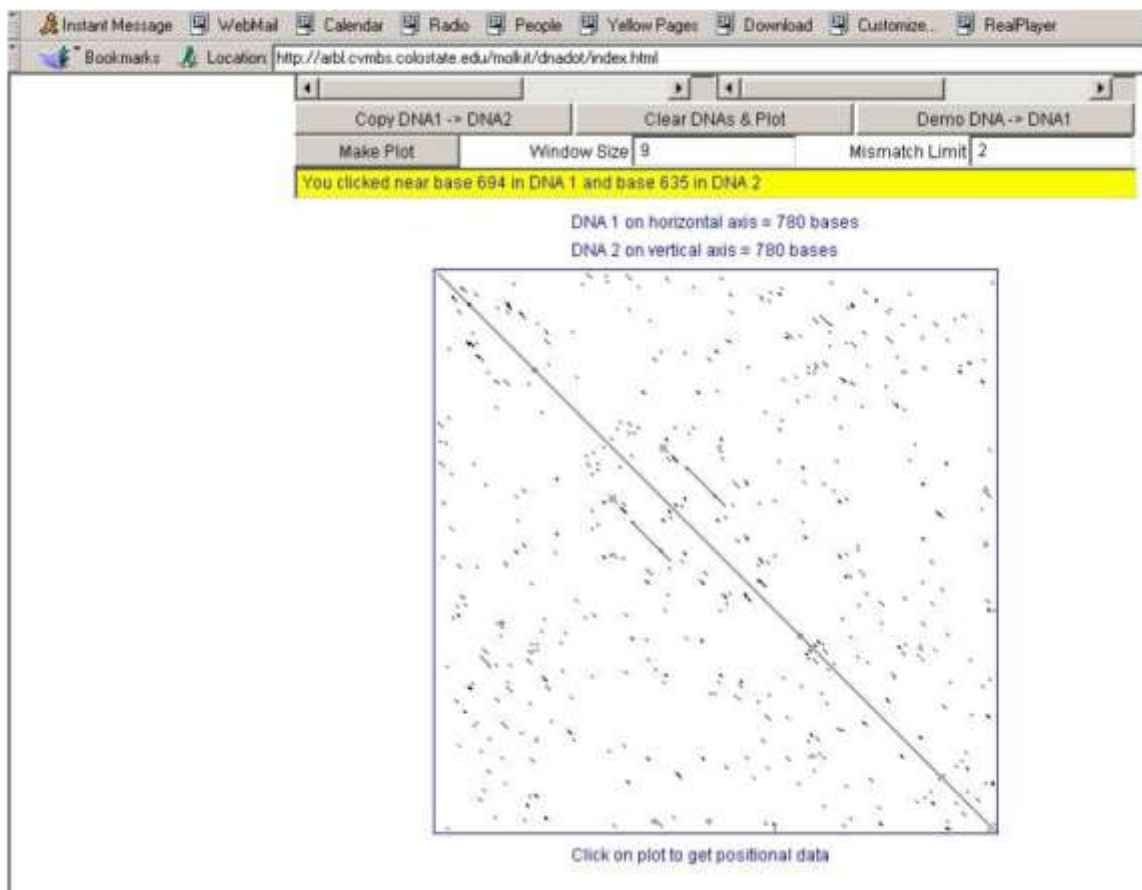 Instant Message WebMail Calendar Radio People Yellow Pages Download Customize... RealPlayer
Bookmarks Location: http://arbl.cvmbs.colostate.edu/molkit/dnadot/index.html
Copy DNA1 -> DNA2 Clear DNAs & Plot Demo DNA -> DNA1
Make Plot Window Size 9 Mismatch Limit 2
You clicked near base 694 in DNA 1 and base 635 in DNA 2
DNA 1 on horizontal axis = 780 bases
DNA 2 on vertical axis = 780 bases
Click on plot to get positional data